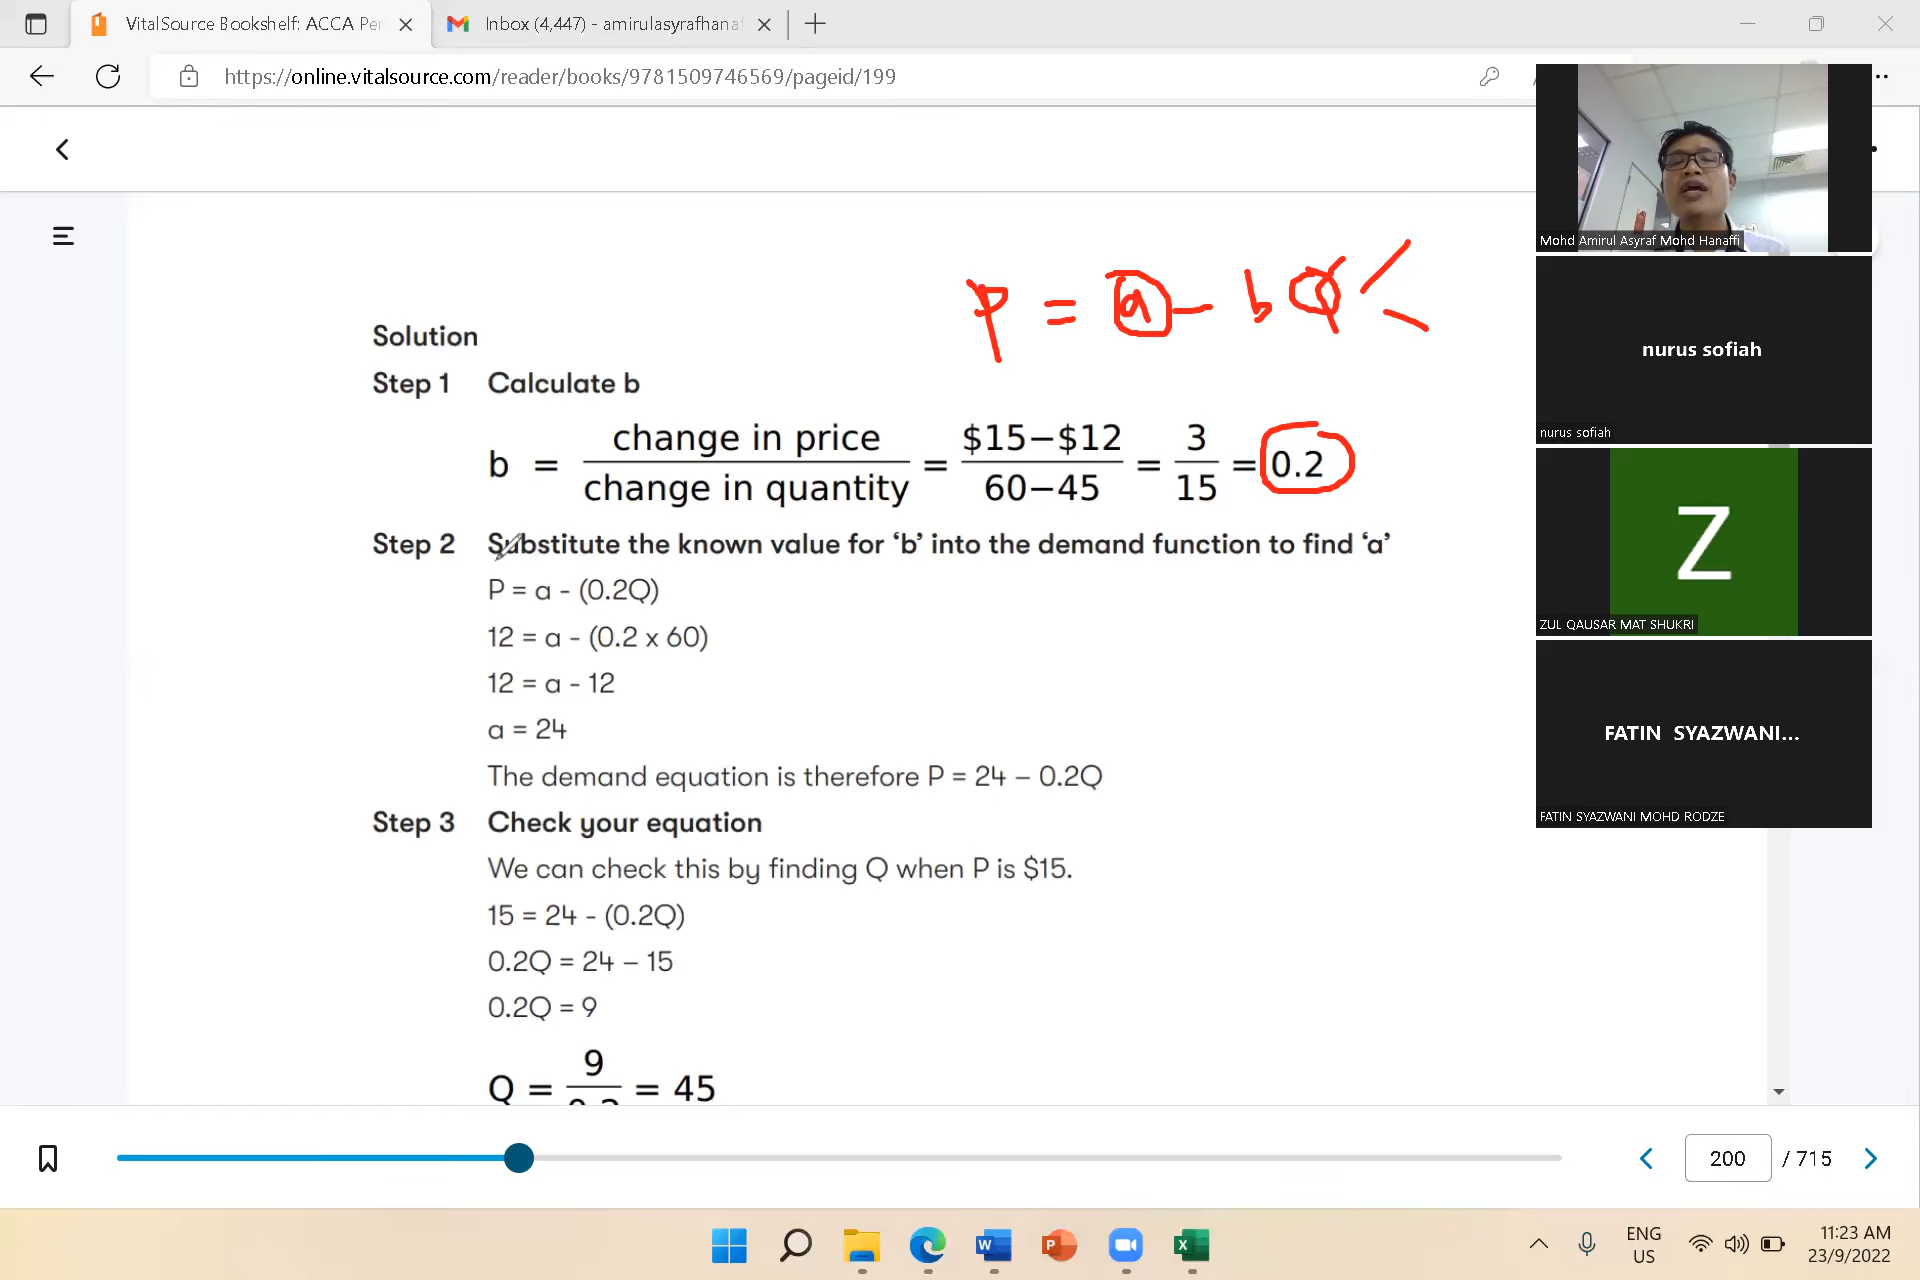 VitalSource Bookshelf: ACCA Per
Inbox (4,447) - amirulasyrafhanaf
https://online.vitalsource.com/reader/books/9781509746569/pageid/199
P = a - b Q
Solution
Step 1 Calculate b
b = change in price / change in quantity = $15−$12 / 60−45 = 3 / 15 = 0.2
Step 2 Substitute the known value for ‘b’ into the demand function to find ‘a’
P = a - (0.2Q)
12 = a - (0.2 x 60)
12 = a - 12
a = 24
The demand equation is therefore P = 24 – 0.2Q
Step 3 Check your equation
We can check this by finding Q when P is $15.
15 = 24 - (0.2Q)
0.2Q = 24 – 15
0.2Q = 9
Q = 9 / 0.2 = 45
Mohd Amirul Asyraf Mohd Hanaffi
nurus sofiah
nurus sofiah
Z
ZUL QAUSAR MAT SHUKRI
FATIN SYAZWANI...
FATIN SYAZWANI MOHD RODZE
200 / 715
W
P
X
ENG
US
11:23 AM
23/9/2022